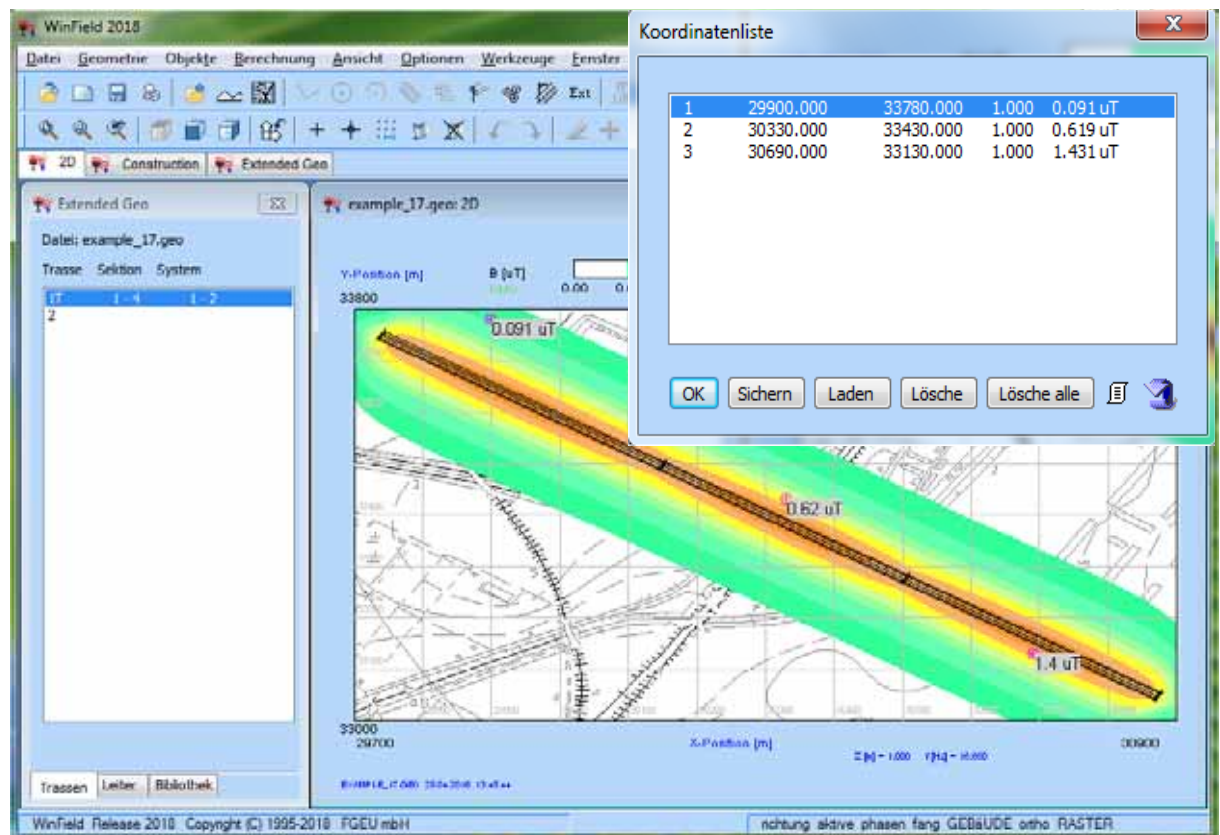 WinField 2018
Datei Geometrie Objekte Berechnung Ansicht Optionen Werkzeuge Fenster
Ext
2D Construction Extended Geo
Extended Geo
Datei: example_17.geo
Trasse Sektion System
1T 1 - 4 1 - 2
2
Trassen Leiter Bibliothek
example_17.geo: 2D
Y-Position [m] B [uT] 0.00
33800
0.091 uT
0.62 uT
1.4 uT
33000
29700 X-Position [m] 30900
Koordinatenliste
1 29900.000 33780.000 1.000 0.091 uT
2 30330.000 33430.000 1.000 0.619 uT
3 30690.000 33130.000 1.000 1.431 uT
OK Sichern Laden Lösche Lösche alle
WinField Release 2018 Copyright (C) 1995-2018 FGEU mbH
richtung aktive phasen fang GEBäUDE ortho RASTER